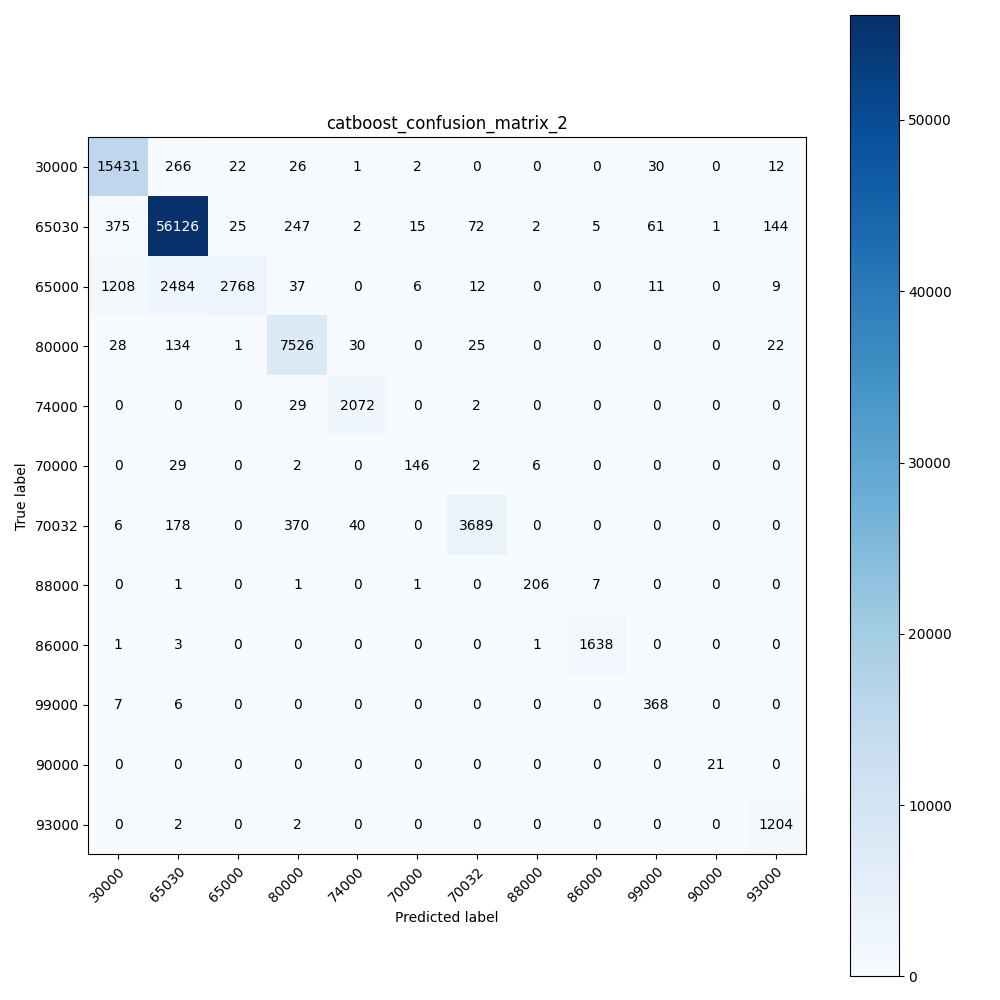 catboost_confusion_matrix_2
30000 15431 266 22 26 1 2 0 0 0 30 0 12
65030 375 56126 25 247 2 15 72 2 5 61 1 144
65000 1208 2484 2768 37 0 6 12 0 0 11 0 9
80000 28 134 1 7526 30 0 25 0 0 0 0 22
74000 0 0 0 29 2072 0 2 0 0 0 0 0
70000 0 29 0 2 0 146 2 6 0 0 0 0
70032 6 178 0 370 40 0 3689 0 0 0 0 0
88000 0 1 0 1 0 1 0 206 7 0 0 0
86000 1 3 0 0 0 0 0 1 1638 0 0 0
99000 7 6 0 0 0 0 0 0 0 368 0 0
90000 0 0 0 0 0 0 0 0 0 0 21 0
93000 0 2 0 2 0 0 0 0 0 0 0 1204
True label
30000 65030 65000 80000 74000 70000 70032 88000 86000 99000 90000 93000
Predicted label
50000
40000
30000
20000
10000
0